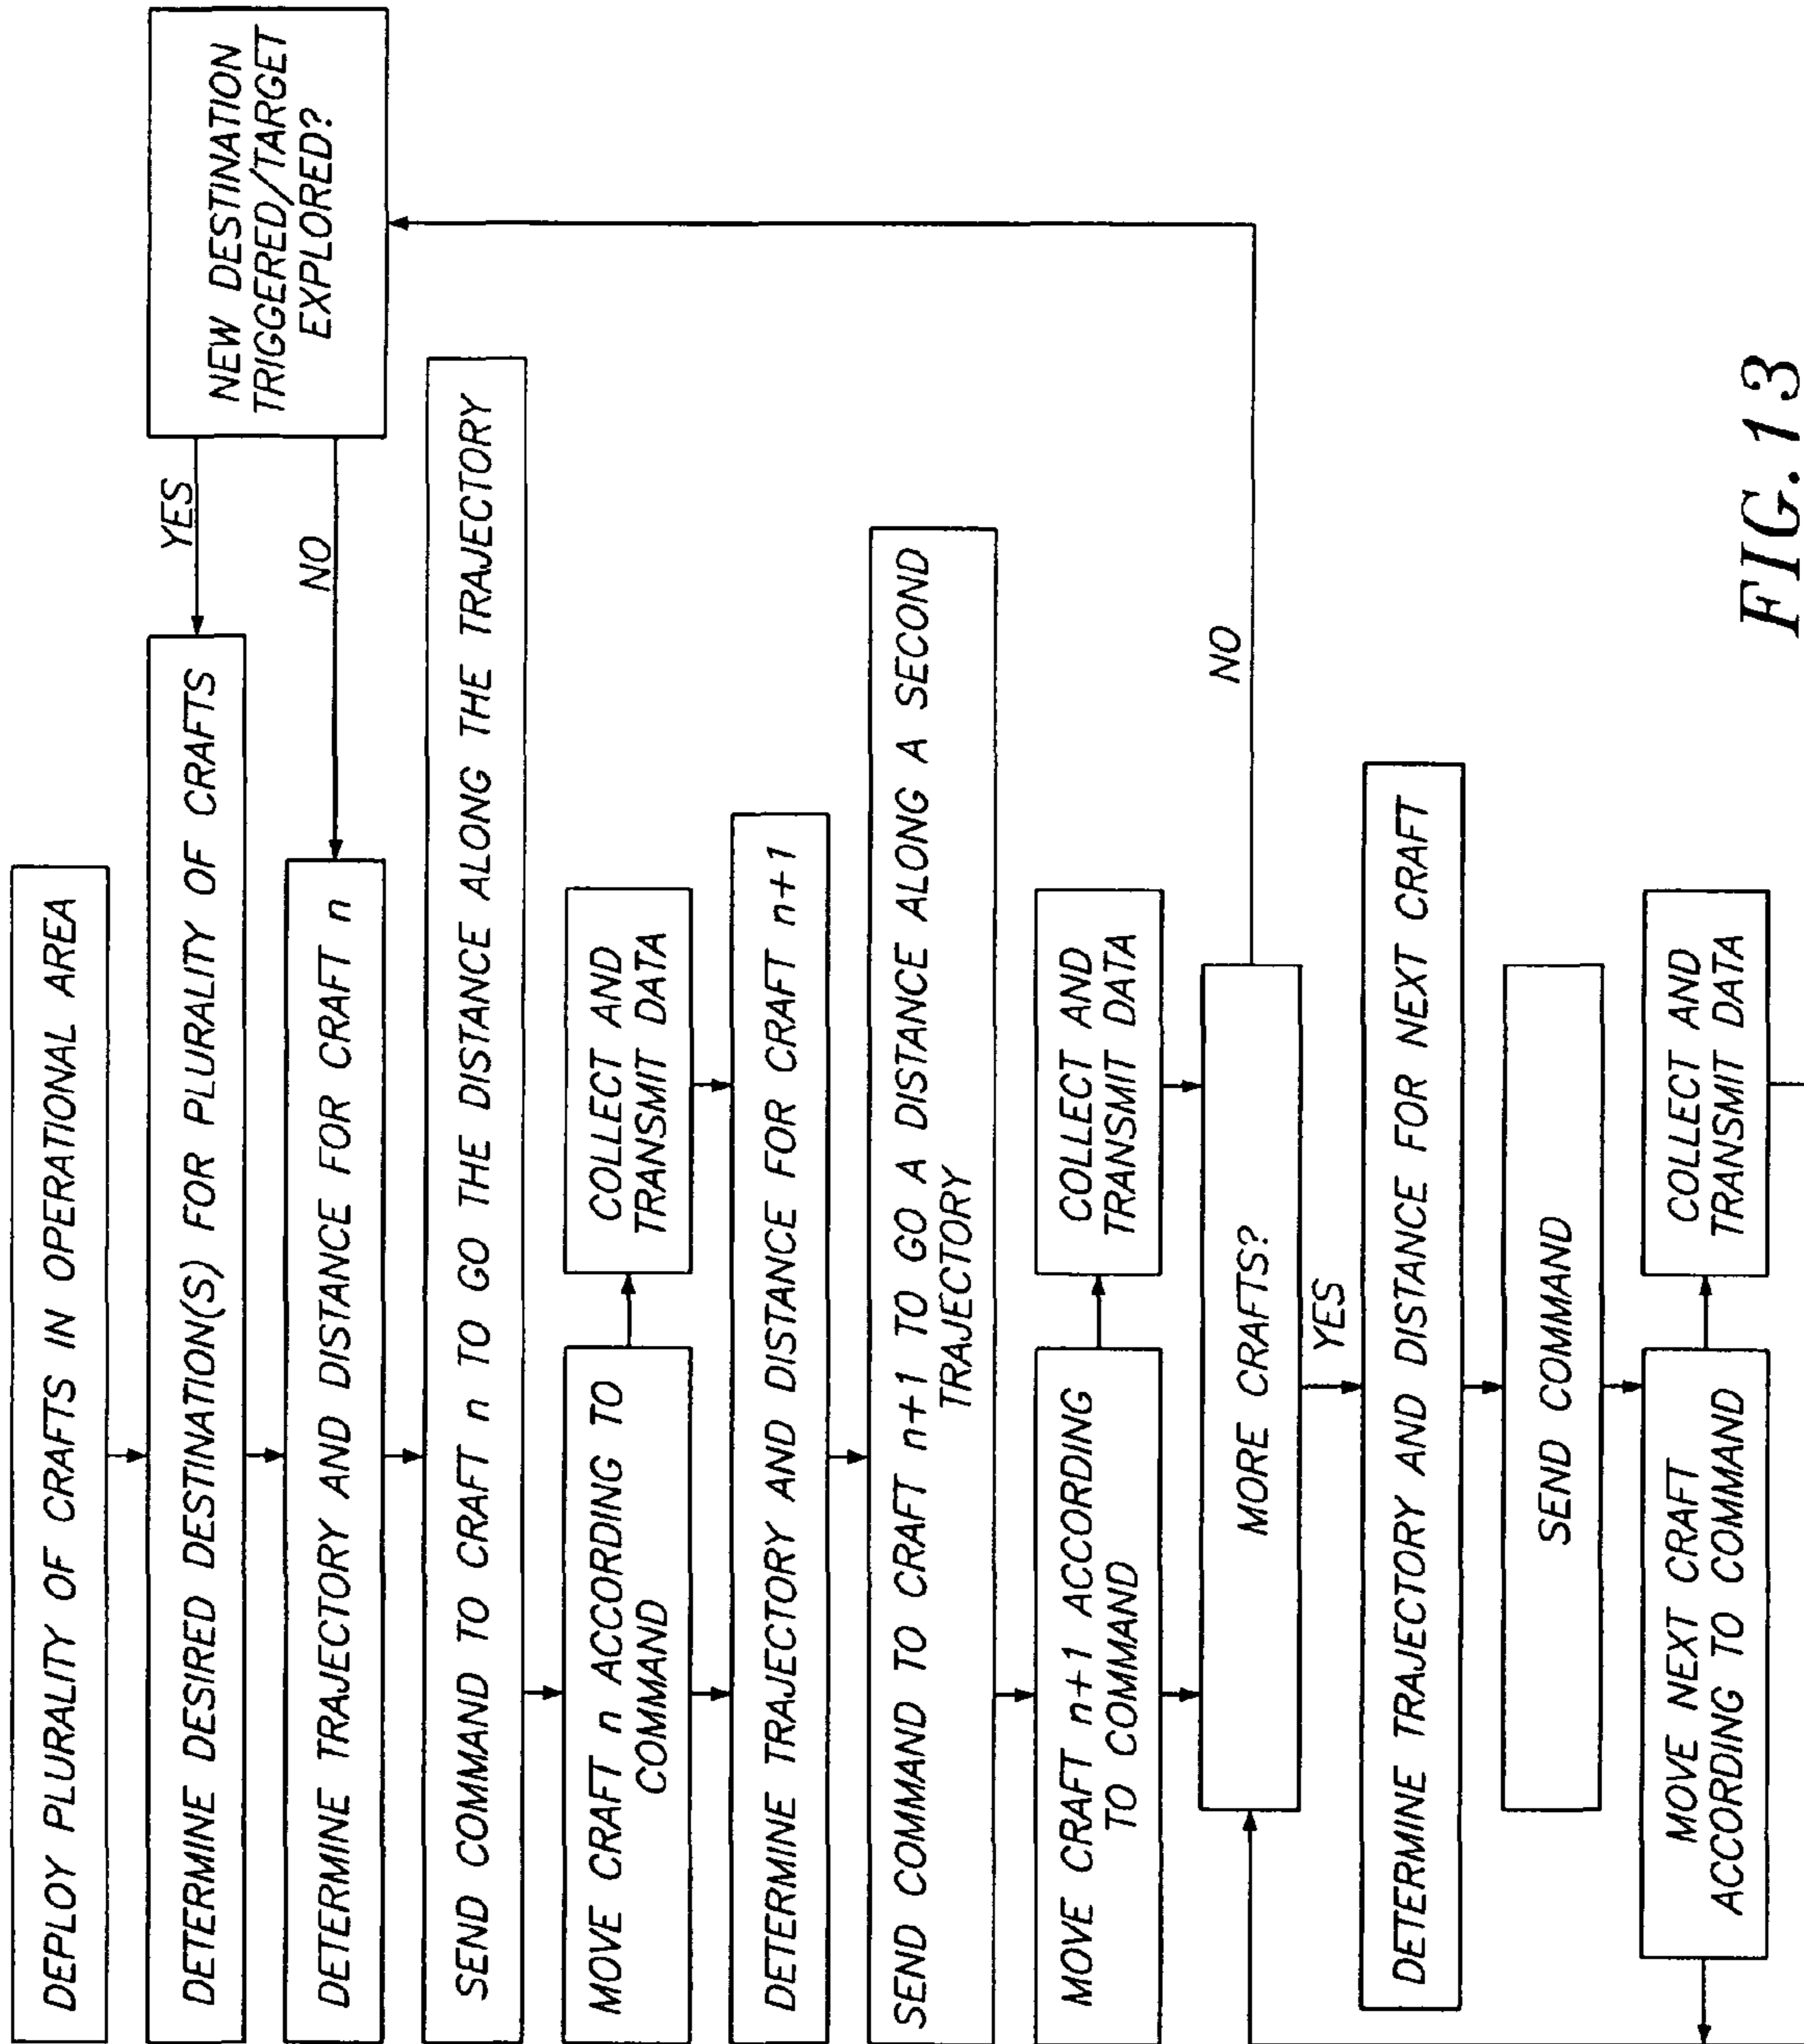 DEPLOY PLURALITY OF CRAFTS IN OPERATIONAL AREA
DETERMINE DESIRED DESTINATION(S) FOR PLURALITY OF CRAFTS
YES
NEW DESTINATION
TRIGGERED/TARGET
EXPLORED?
NO
DETERMINE TRAJECTORY AND DISTANCE FOR CRAFT n
SEND COMMAND TO CRAFT n TO GO THE DISTANCE ALONG THE TRAJECTORY
MOVE CRAFT n ACCORDING TO
COMMAND
COLLECT AND
TRANSMIT DATA
DETERMINE TRAJECTORY AND DISTANCE FOR CRAFT n+1
SEND COMMAND TO CRAFT n+1 TO GO A DISTANCE ALONG A SECOND
TRAJECTORY
MOVE CRAFT n+1 ACCORDING
TO COMMAND
COLLECT AND
TRANSMIT DATA
MORE CRAFTS?
NO
YES
DETERMINE TRAJECTORY AND DISTANCE FOR NEXT CRAFT
SEND COMMAND
MOVE NEXT CRAFT
ACCORDING TO COMMAND
COLLECT AND
TRANSMIT DATA
FIG. 13